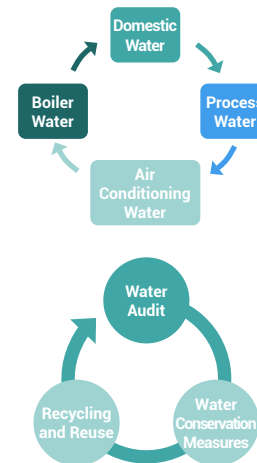 Domestic
Water
Boiler
Water
Process
Water
Air
Conditioning
Water
Water
Audit
Recycling
and Reuse
Water
Conservation
Measures